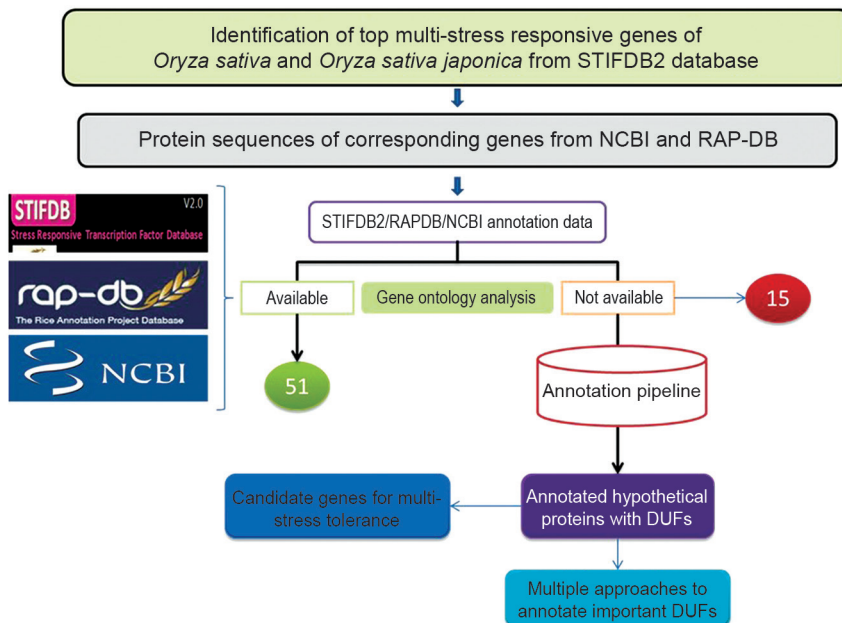 Identification of top multi-stress responsive genes of
Oryza sativa and Oryza sativa japonica from STIFDB2 database
Protein sequences of corresponding genes from NCBI and RAP-DB
STIFDB
V2.0
Stress Responsive Transcription Factor Database
rap-db
The Rice Annotation Project Database
NCBI
STIFDB2/RAPDB/NCBI annotation data
Available
Gene ontology analysis
Not available
15
51
Annotation pipeline
Candidate genes for multi-
stress tolerance
Annotated hypothetical
proteins with DUFs
Multiple approaches to
annotate important DUFs